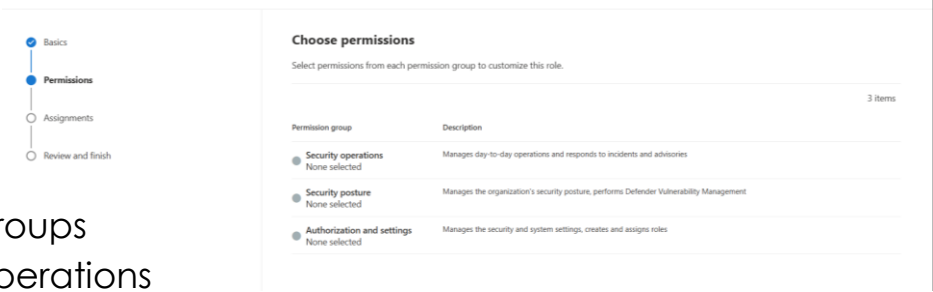 Basics
Permissions
Assignments
Review and finish
Choose permissions
Select permissions from each permission group to customize this role.
3 items
Permission group Description
Security operations Manages day-to-day operations and responds to incidents and advisories
None selected
Security posture Manages the organization's security posture, performs Defender Vulnerability Management
None selected
Authorization and settings Manages the security and system settings, creates and assigns roles
None selected